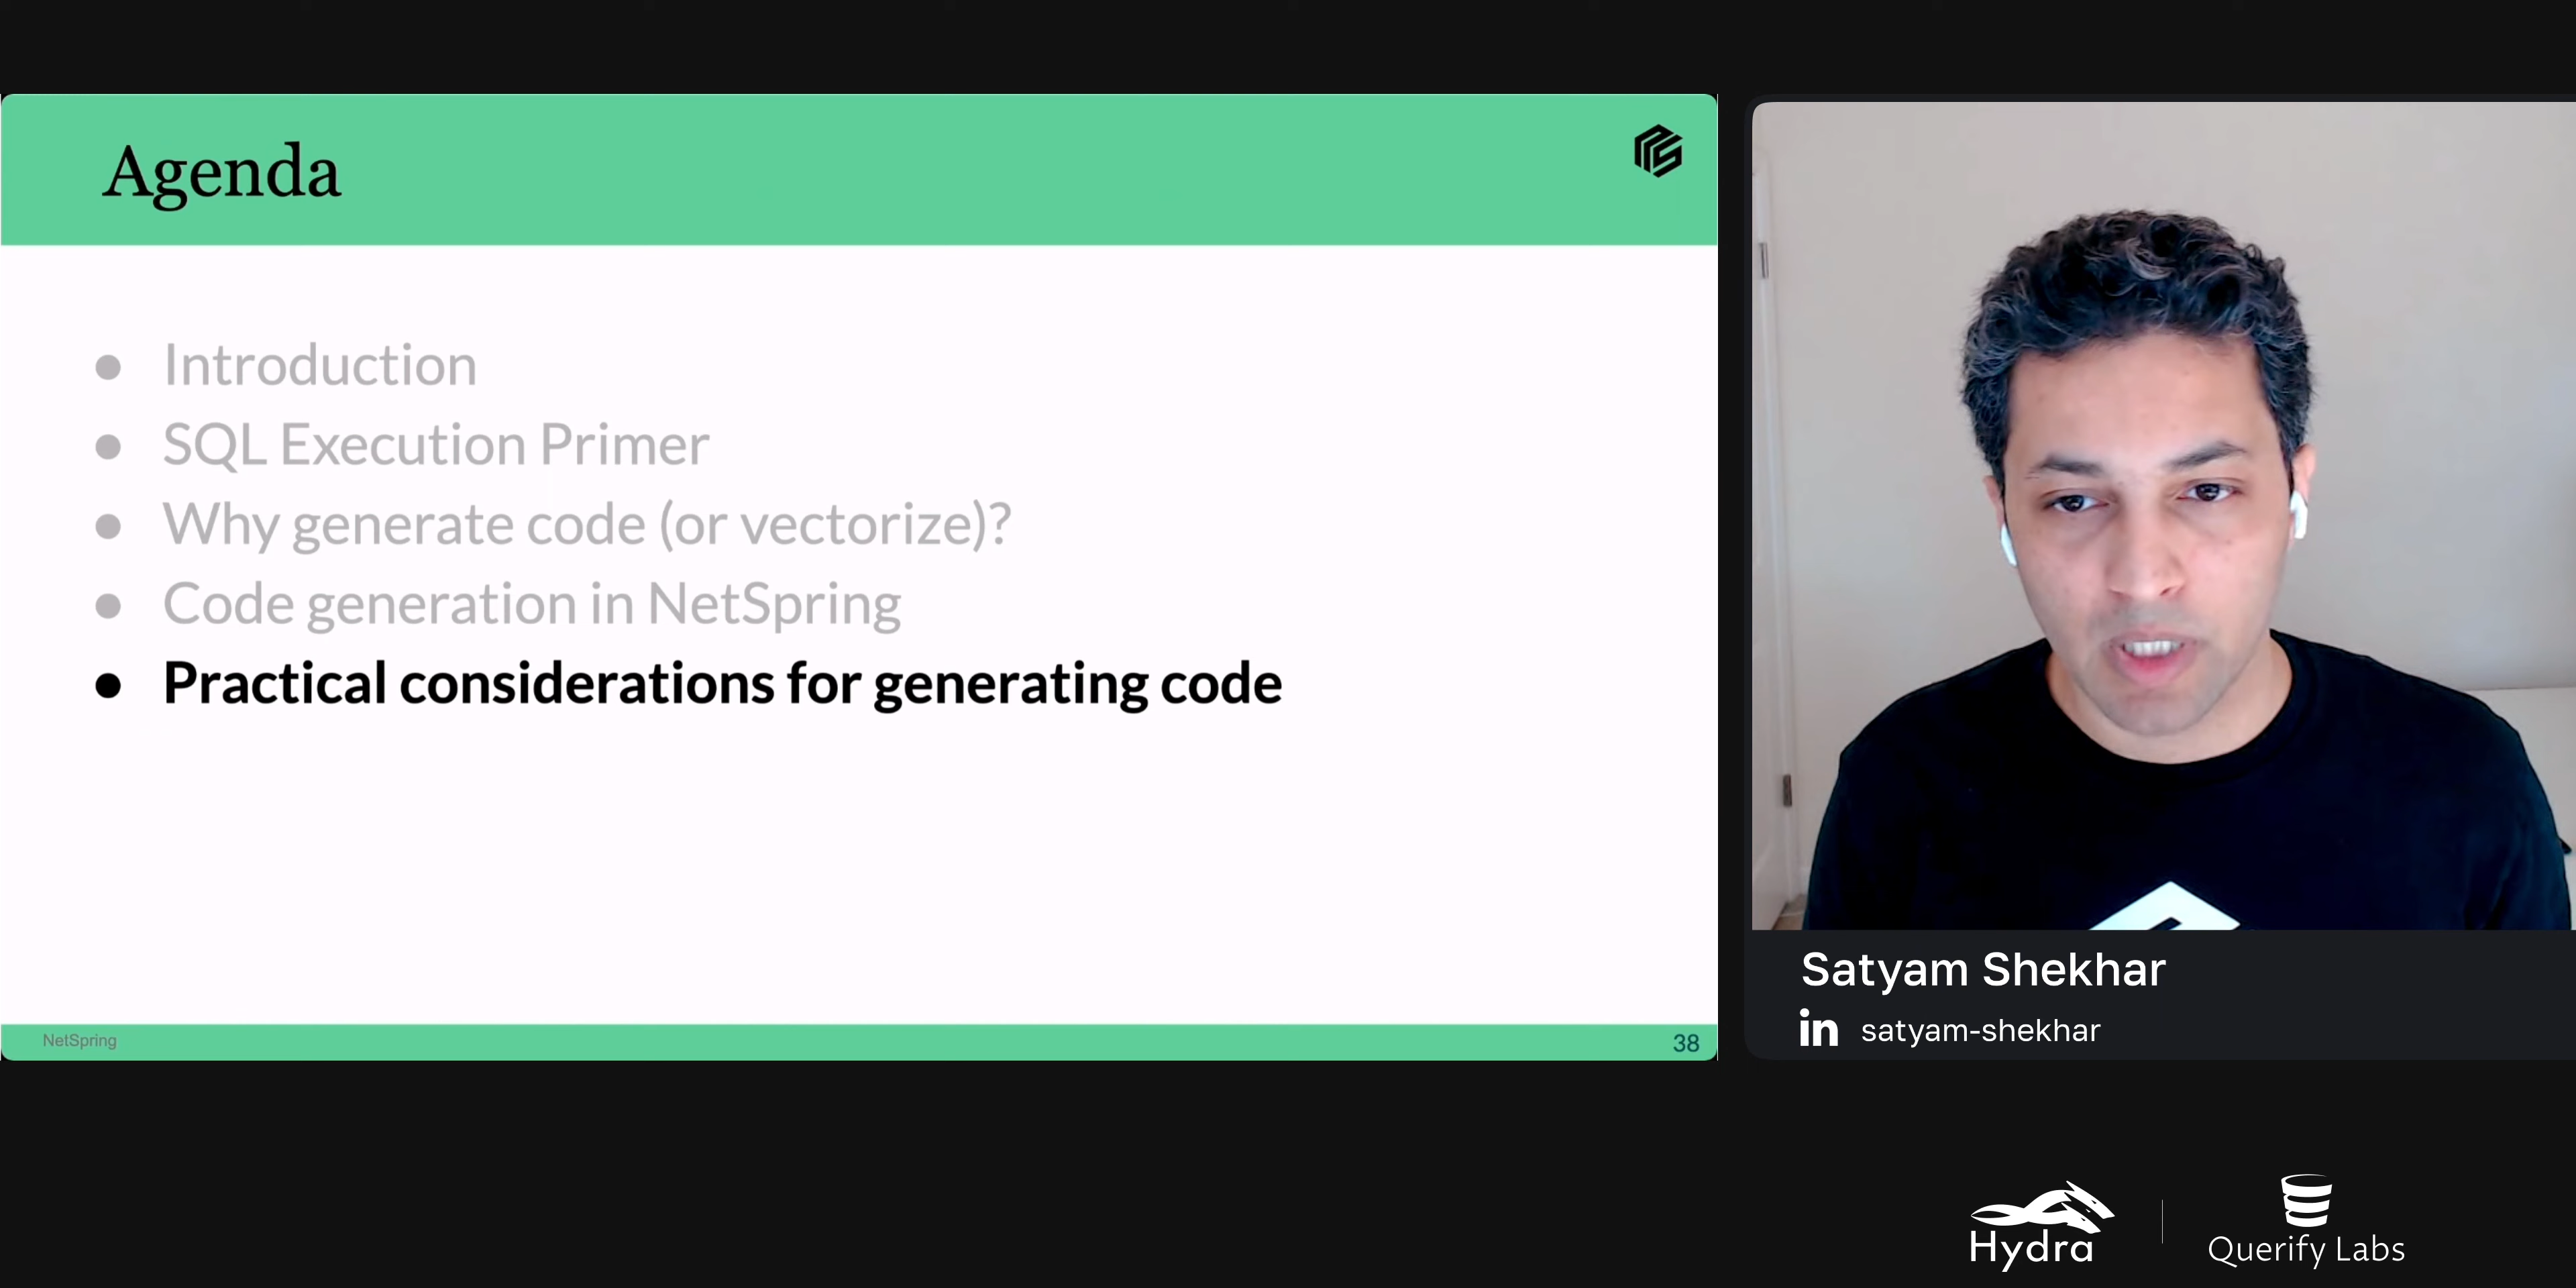 Agenda
Introduction
SQL Execution Primer
Why generate code (or vectorize)?
Code generation in NetSpring
Practical considerations for generating code
NetSpring
38
Satyam Shekhar
in satyam-shekhar
Hydra
Querify Labs